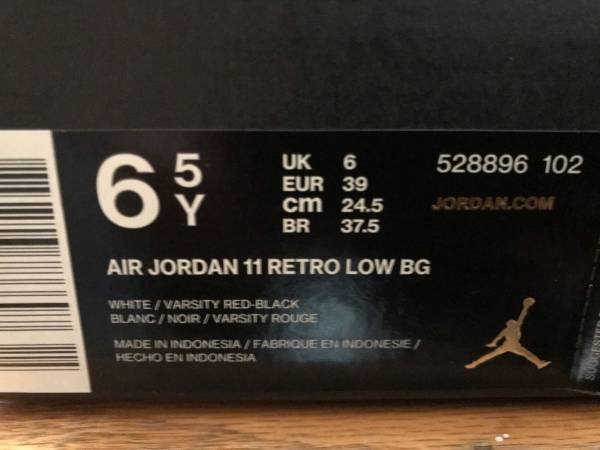 6 5 Y
UK 6
EUR 39
cm 24.5
BR 37.5
528896 102
JORDAN.COM
AIR JORDAN 11 RETRO LOW BG
WHITE / VARSITY RED-BLACK
BLANC / NOIR / VARSITY ROUGE
MADE IN INDONESIA / FABRIQUE EN INDONESIE /
HECHO EN INDONESIA